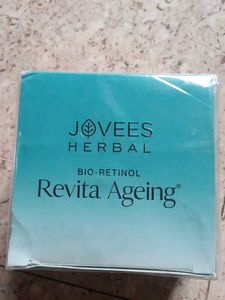 JOVEES
HERBAL
BIO-RETINOL
Revita Ageing®